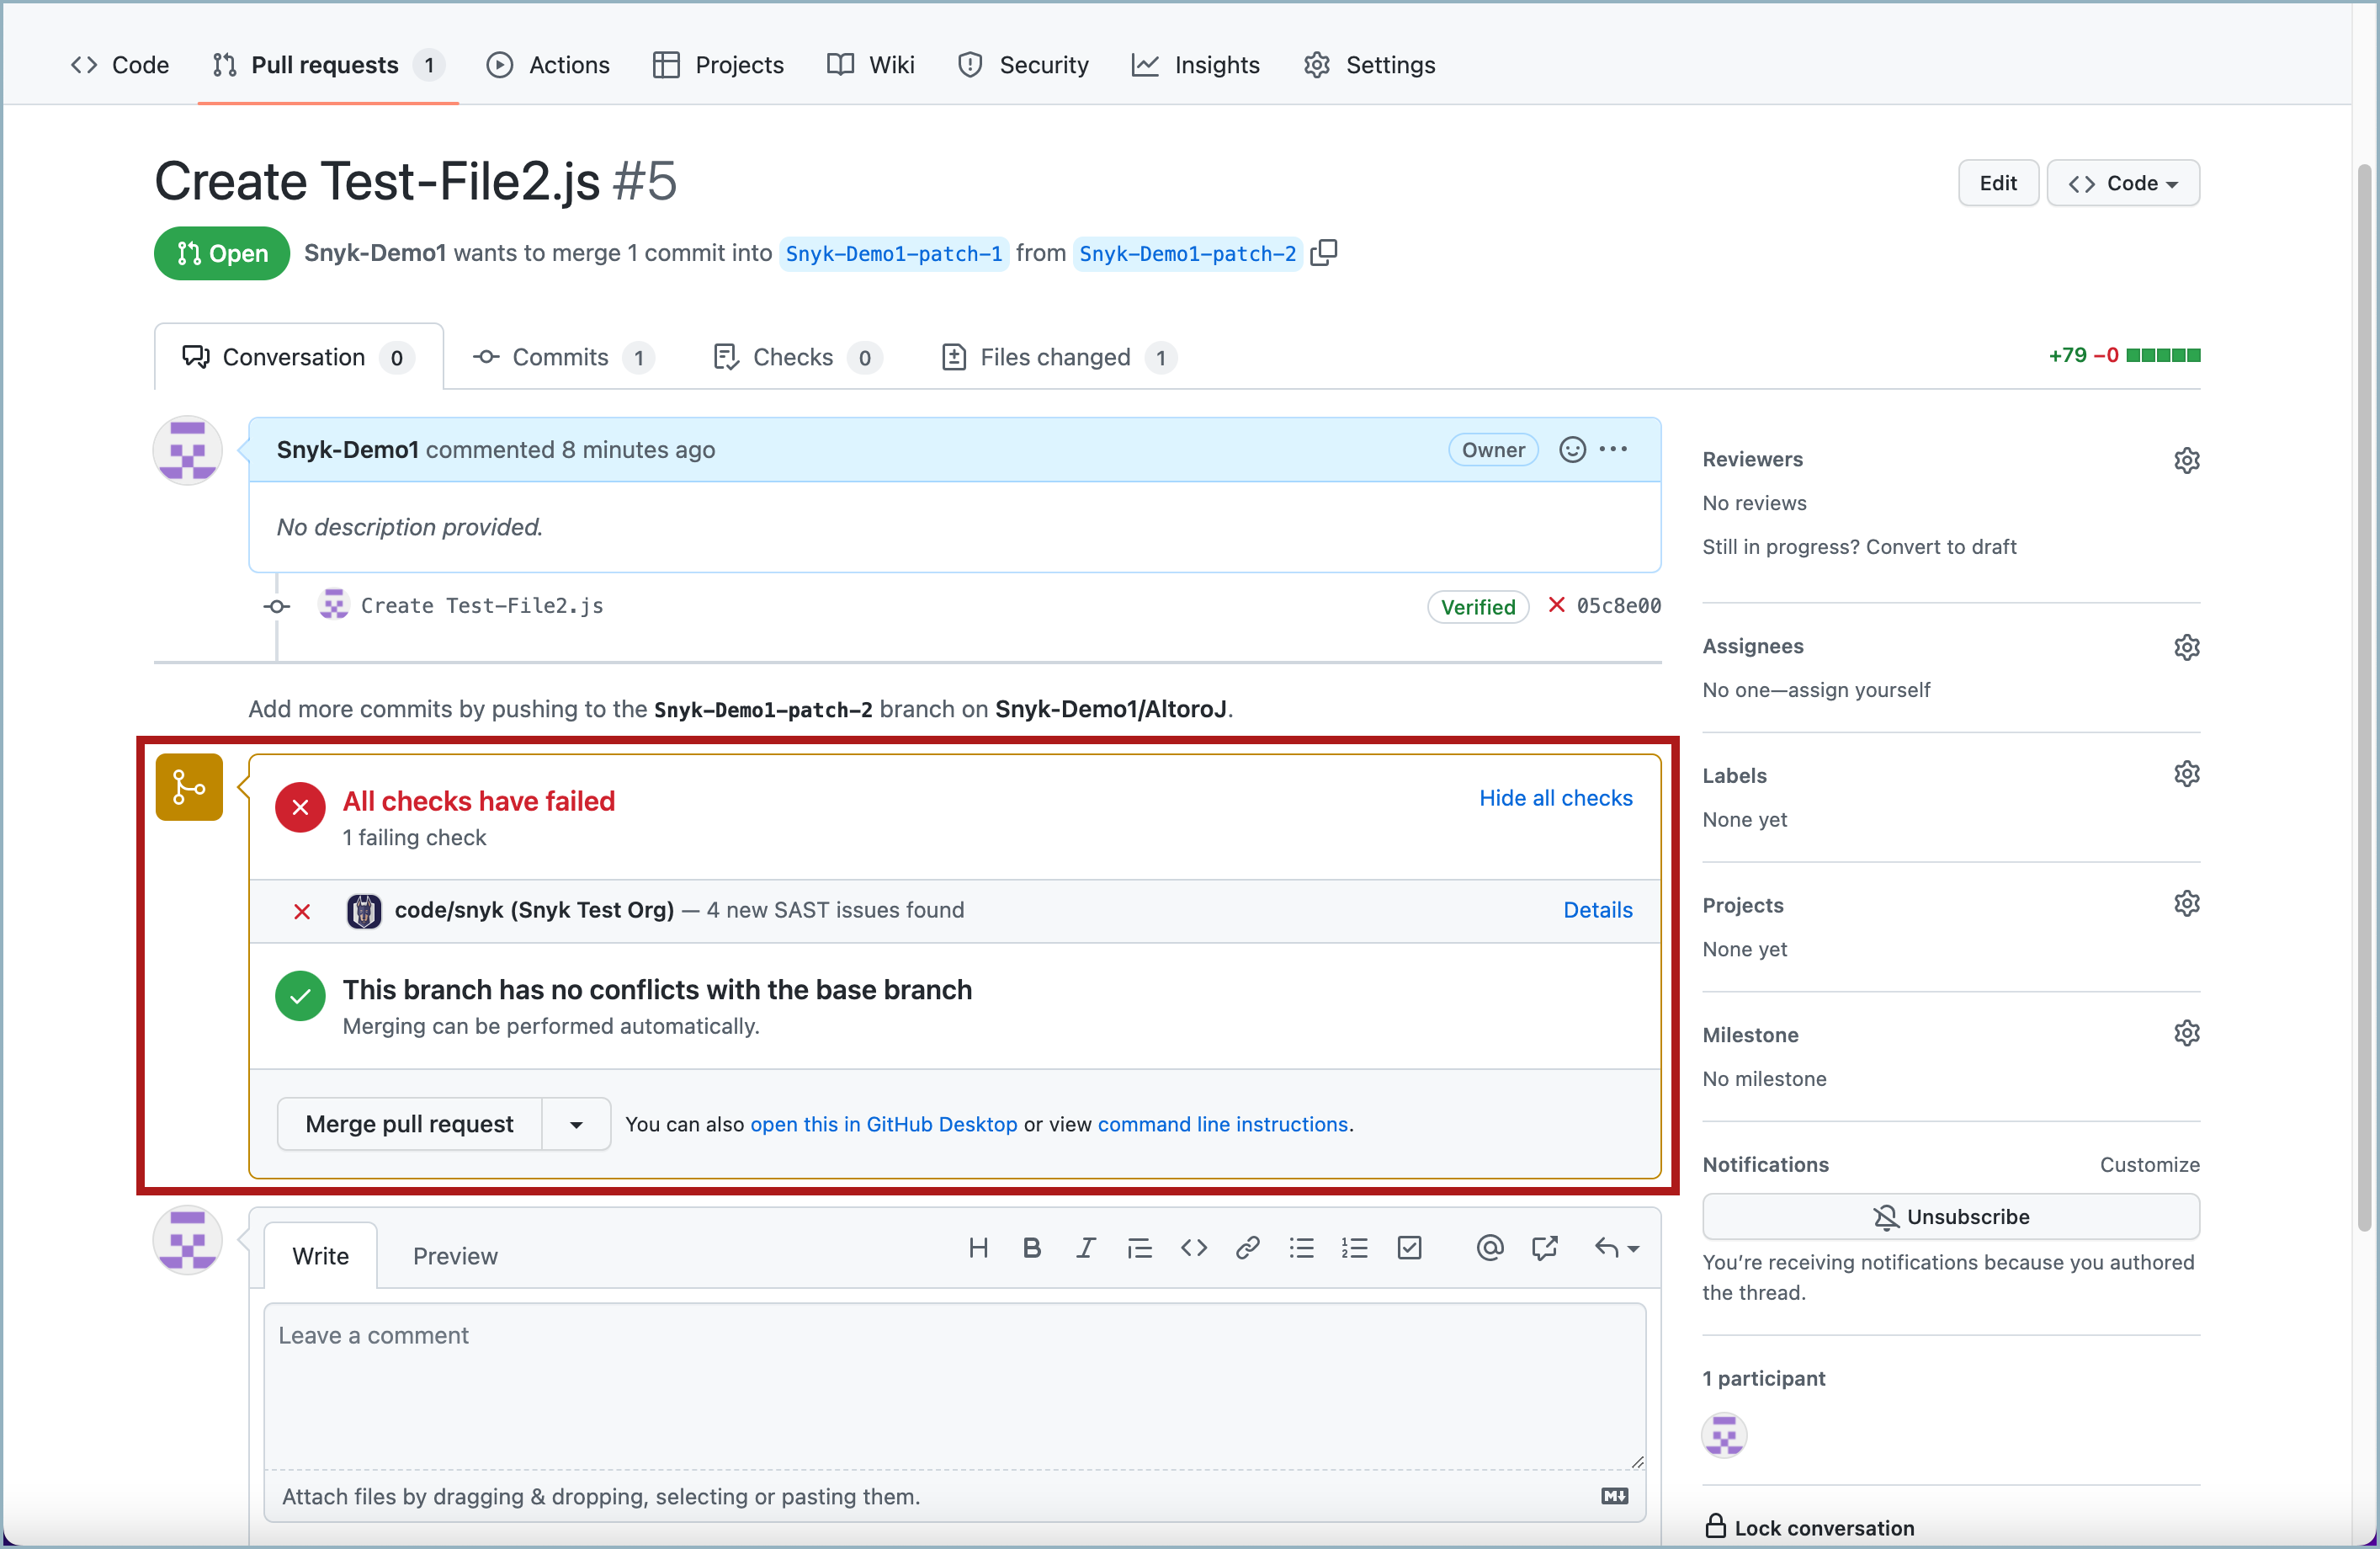 Code Pull requests 1 Actions Projects Wiki Security Insights Settings
Create Test-File2.js #5
Edit Code
Open Snyk-Demo1 wants to merge 1 commit into Snyk-Demo1-patch-1 from Snyk-Demo1-patch-2
Conversation 0 Commits 1 Checks 0 Files changed 1
+79 −0
Snyk-Demo1 commented 8 minutes ago Owner
No description provided.
Create Test-File2.js Verified 05c8e00
Add more commits by pushing to the Snyk-Demo1-patch-2 branch on Snyk-Demo1/AltoroJ.
All checks have failed
Hide all checks
1 failing check
code/snyk (Snyk Test Org) — 4 new SAST issues found Details
This branch has no conflicts with the base branch
Merging can be performed automatically.
Merge pull request You can also open this in GitHub Desktop or view command line instructions.
Write Preview
Leave a comment
Attach files by dragging & dropping, selecting or pasting them.
Reviewers
No reviews
Still in progress? Convert to draft
Assignees
No one—assign yourself
Labels
None yet
Projects
None yet
Milestone
No milestone
Notifications Customize
Unsubscribe
You’re receiving notifications because you authored
the thread.
1 participant
Lock conversation